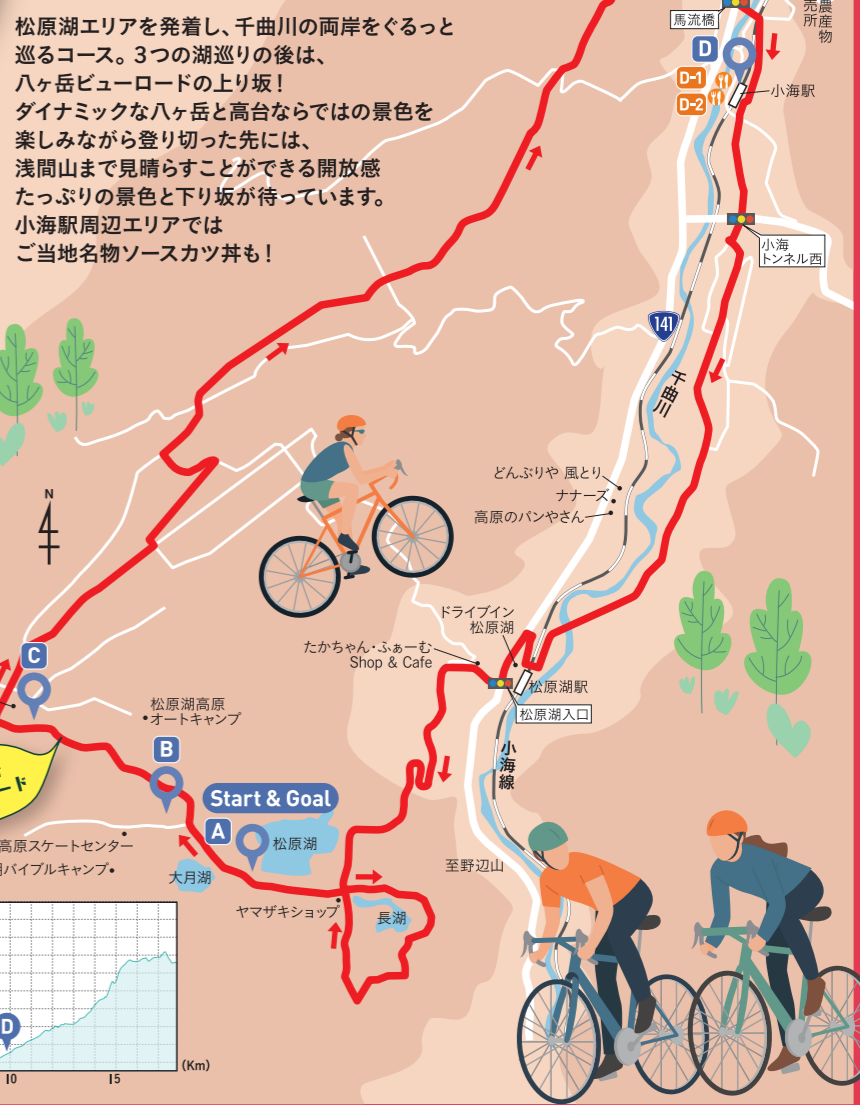 松原湖エリアを発着し、千曲川の両岸をぐるっと
巡るコース。3つの湖巡りの後は、
八ヶ岳ビューロードの上り坂！
ダイナミックな八ヶ岳と高台ならではの景色を
楽しみながら登り切った先には、
浅間山まで見晴らすことができる開放感
たっぷりの景色と下り坂が待っています。
小海駅周辺エリアでは
ご当地名物ソースカツ丼も！
農産物
売所
馬流橋
D
D-1
D-2
小海駅
小海
トンネル西
141
千曲川
どんぶりや 風とり
ナナーズ
高原のパンやさん
N
ドライブイン
松原湖
たかちゃん・ふぁーむ
Shop & Cafe
松原湖駅
松原湖入口
C
松原湖高原
オートキャンプ
B
小海線
ード
Start & Goal
A
松原湖
高原スケートセンター
バイブルキャンプ
大月湖
至野辺山
ヤマザキショップ
長湖
D
10
15
(Km)